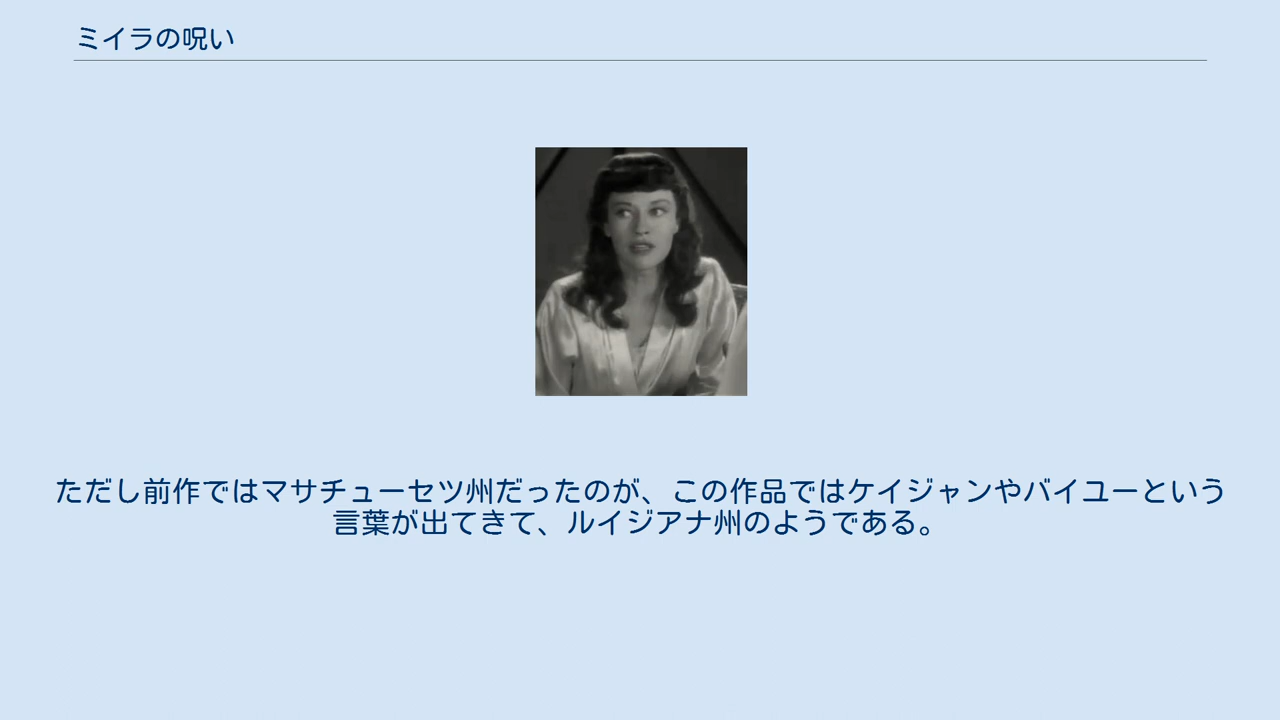 ミイラの呪い
ただし前作ではマサチューセツ州だったのが、この作品ではケイジャンやバイユーという
言葉が出てきて、ルイジアナ州のようである。